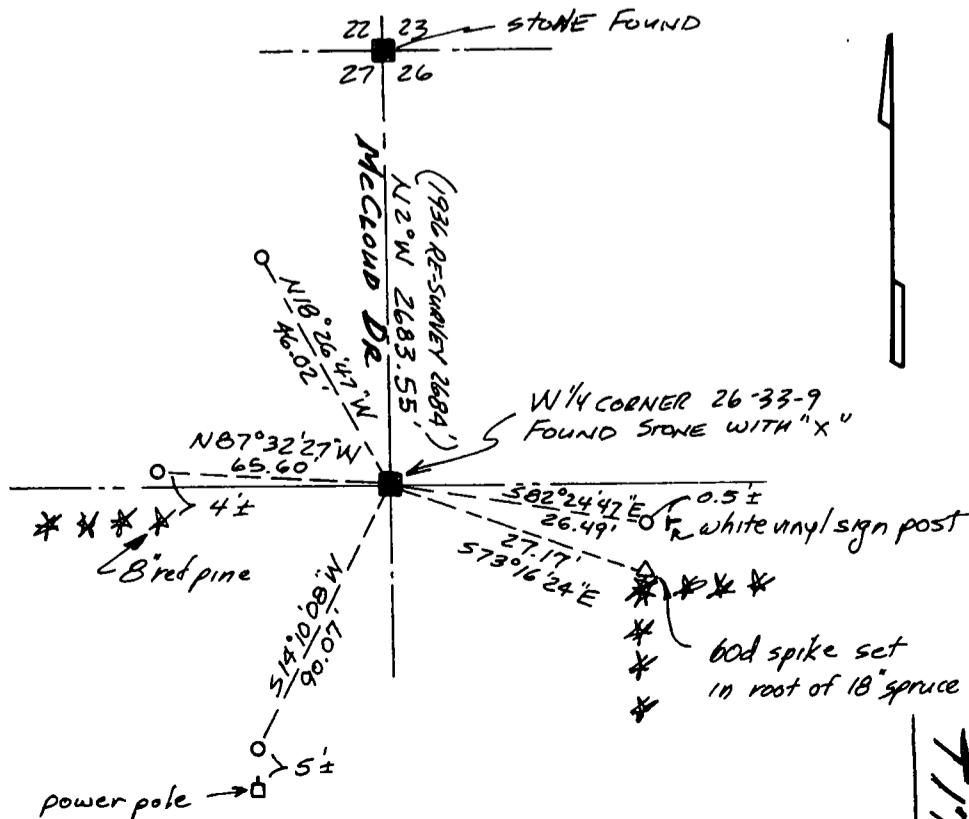 22 23
STONE FOUND
27 26
McCLOUD DR
N2°W 2683.55'
(1936 RE-SURVEY 2684')
N18°26'47"W
46.02'
W 1/4 CORNER 26-33-9
FOUND STONE WITH "X"
N87°32'27"W
65.60'
4'±
8" red pine
S82°24'47"E
26.49'
0.5'±
white vinyl sign post
27.17'
S73°16'24"E
60d spike set
in root of 18" spruce
S14°10'08"W
90.07'
5'±
power pole